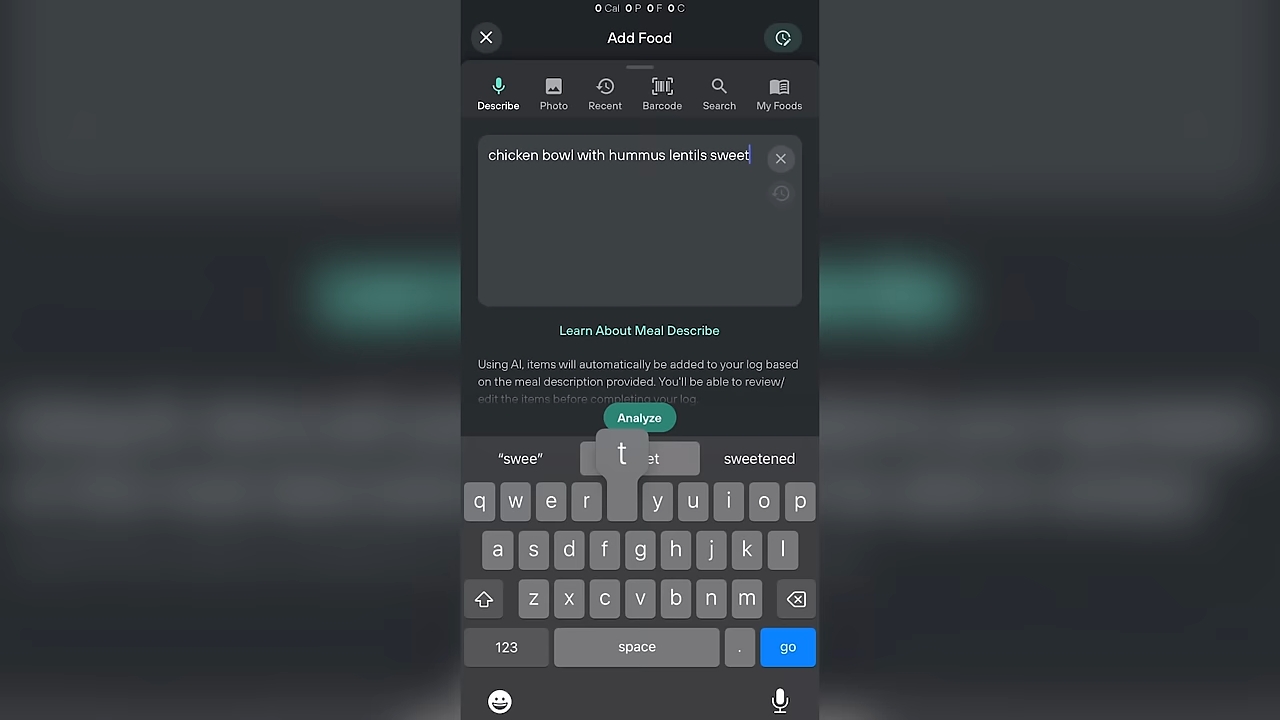 0 Cal 0 P 0 F 0 C
Add Food
Describe Photo Recent Barcode Search My Foods
chicken bowl with hummus lentils sweet
Learn About Meal Describe
Using AI, items will automatically be added to your log based
on the meal description provided. You'll be able to review/
edit the items before completing your log.
Analyze
“swee” et sweetened
t
q w e r y u i o p
a s d f g h j k l
z x c v b n m
123 space . go